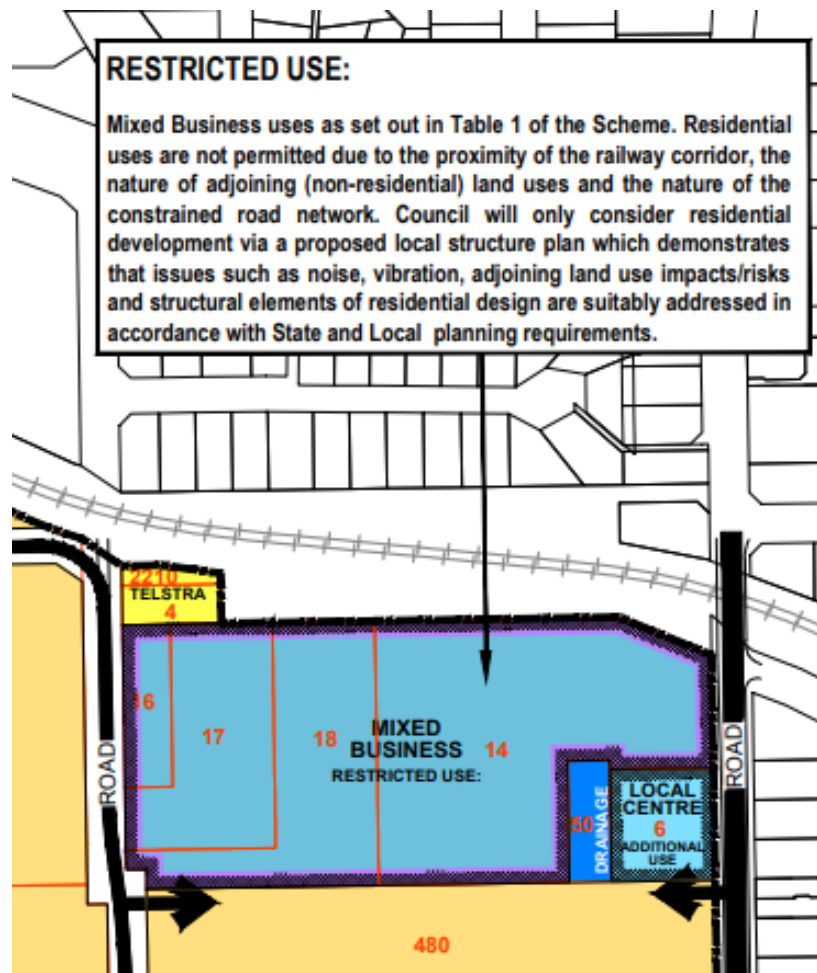 RESTRICTED USE:
Mixed Business uses as set out in Table 1 of the Scheme. Residential
uses are not permitted due to the proximity of the railway corridor, the
nature of adjoining (non-residential) land uses and the nature of the
constrained road network. Council will only consider residential
development via a proposed local structure plan which demonstrates
that issues such as noise, vibration, adjoining land use impacts/risks
and structural elements of residential design are suitably addressed in
accordance with State and Local planning requirements.
2210
TELSTRA
4
16
17
18
MIXED
BUSINESS
14
RESTRICTED USE:
ROAD
ROAD
50
DRAINAGE
LOCAL
CENTRE
6
ADDITIONAL
USE
480